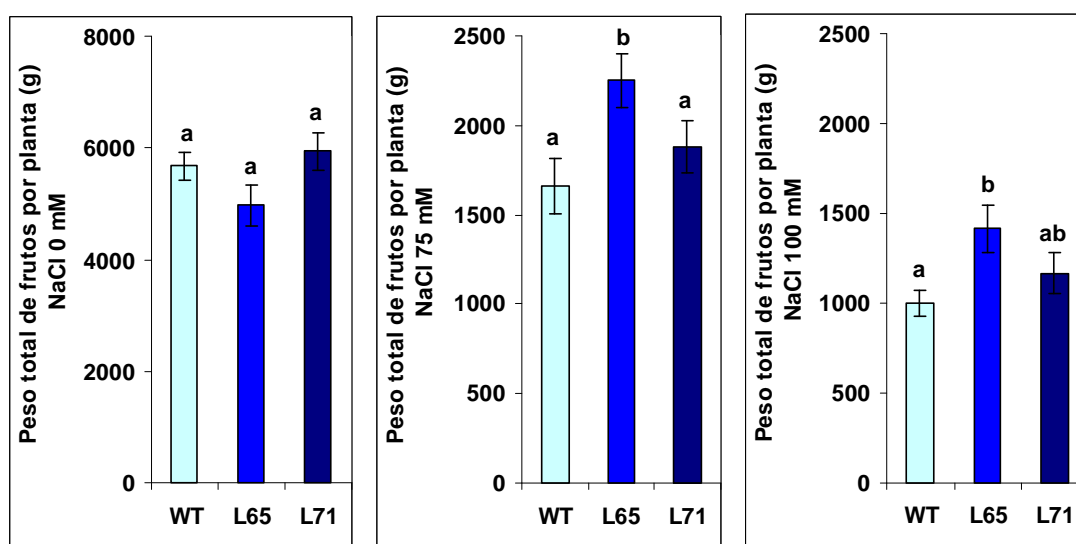 Peso total de frutos por planta (g)
NaCl 0 mM
8000
6000
4000
2000
0
a
a
a
WT
L65
L71
Peso total de frutos por planta (g)
NaCl 75 mM
2500
2000
1500
1000
500
0
a
b
a
WT
L65
L71
Peso total de frutos por planta (g)
NaCl 100 mM
2500
2000
1500
1000
500
0
a
b
ab
WT
L65
L71